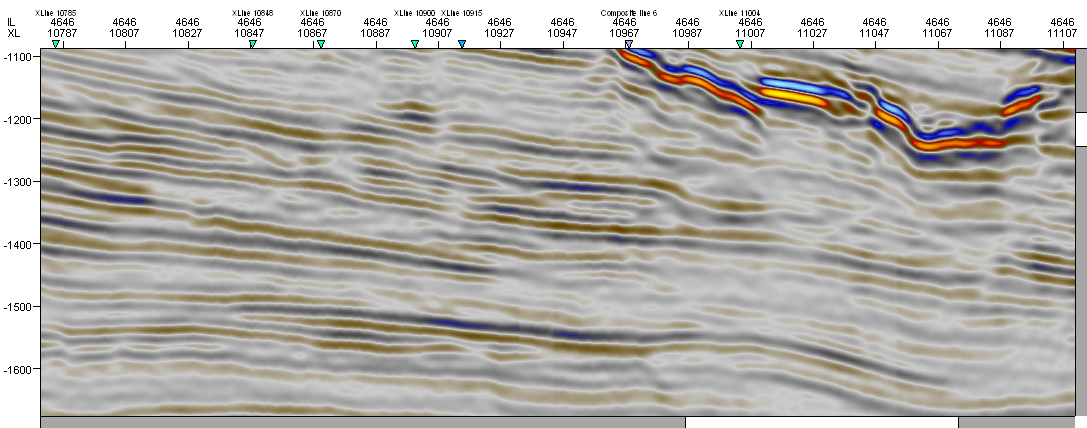 XLine 10785 XLine 10848 XLine 10870 XLine 10900 XLine 10915 Composite line 6 XLine 11004
IL 4646 4646 4646 4646 4646 4646 4646 4646 4646 4646 4646 4646 4646 4646 4646 4646 4646
XL 10787 10807 10827 10847 10867 10887 10907 10927 10947 10967 10987 11007 11027 11047 11067 11087 11107
-1100
-1200
-1300
-1400
-1500
-1600